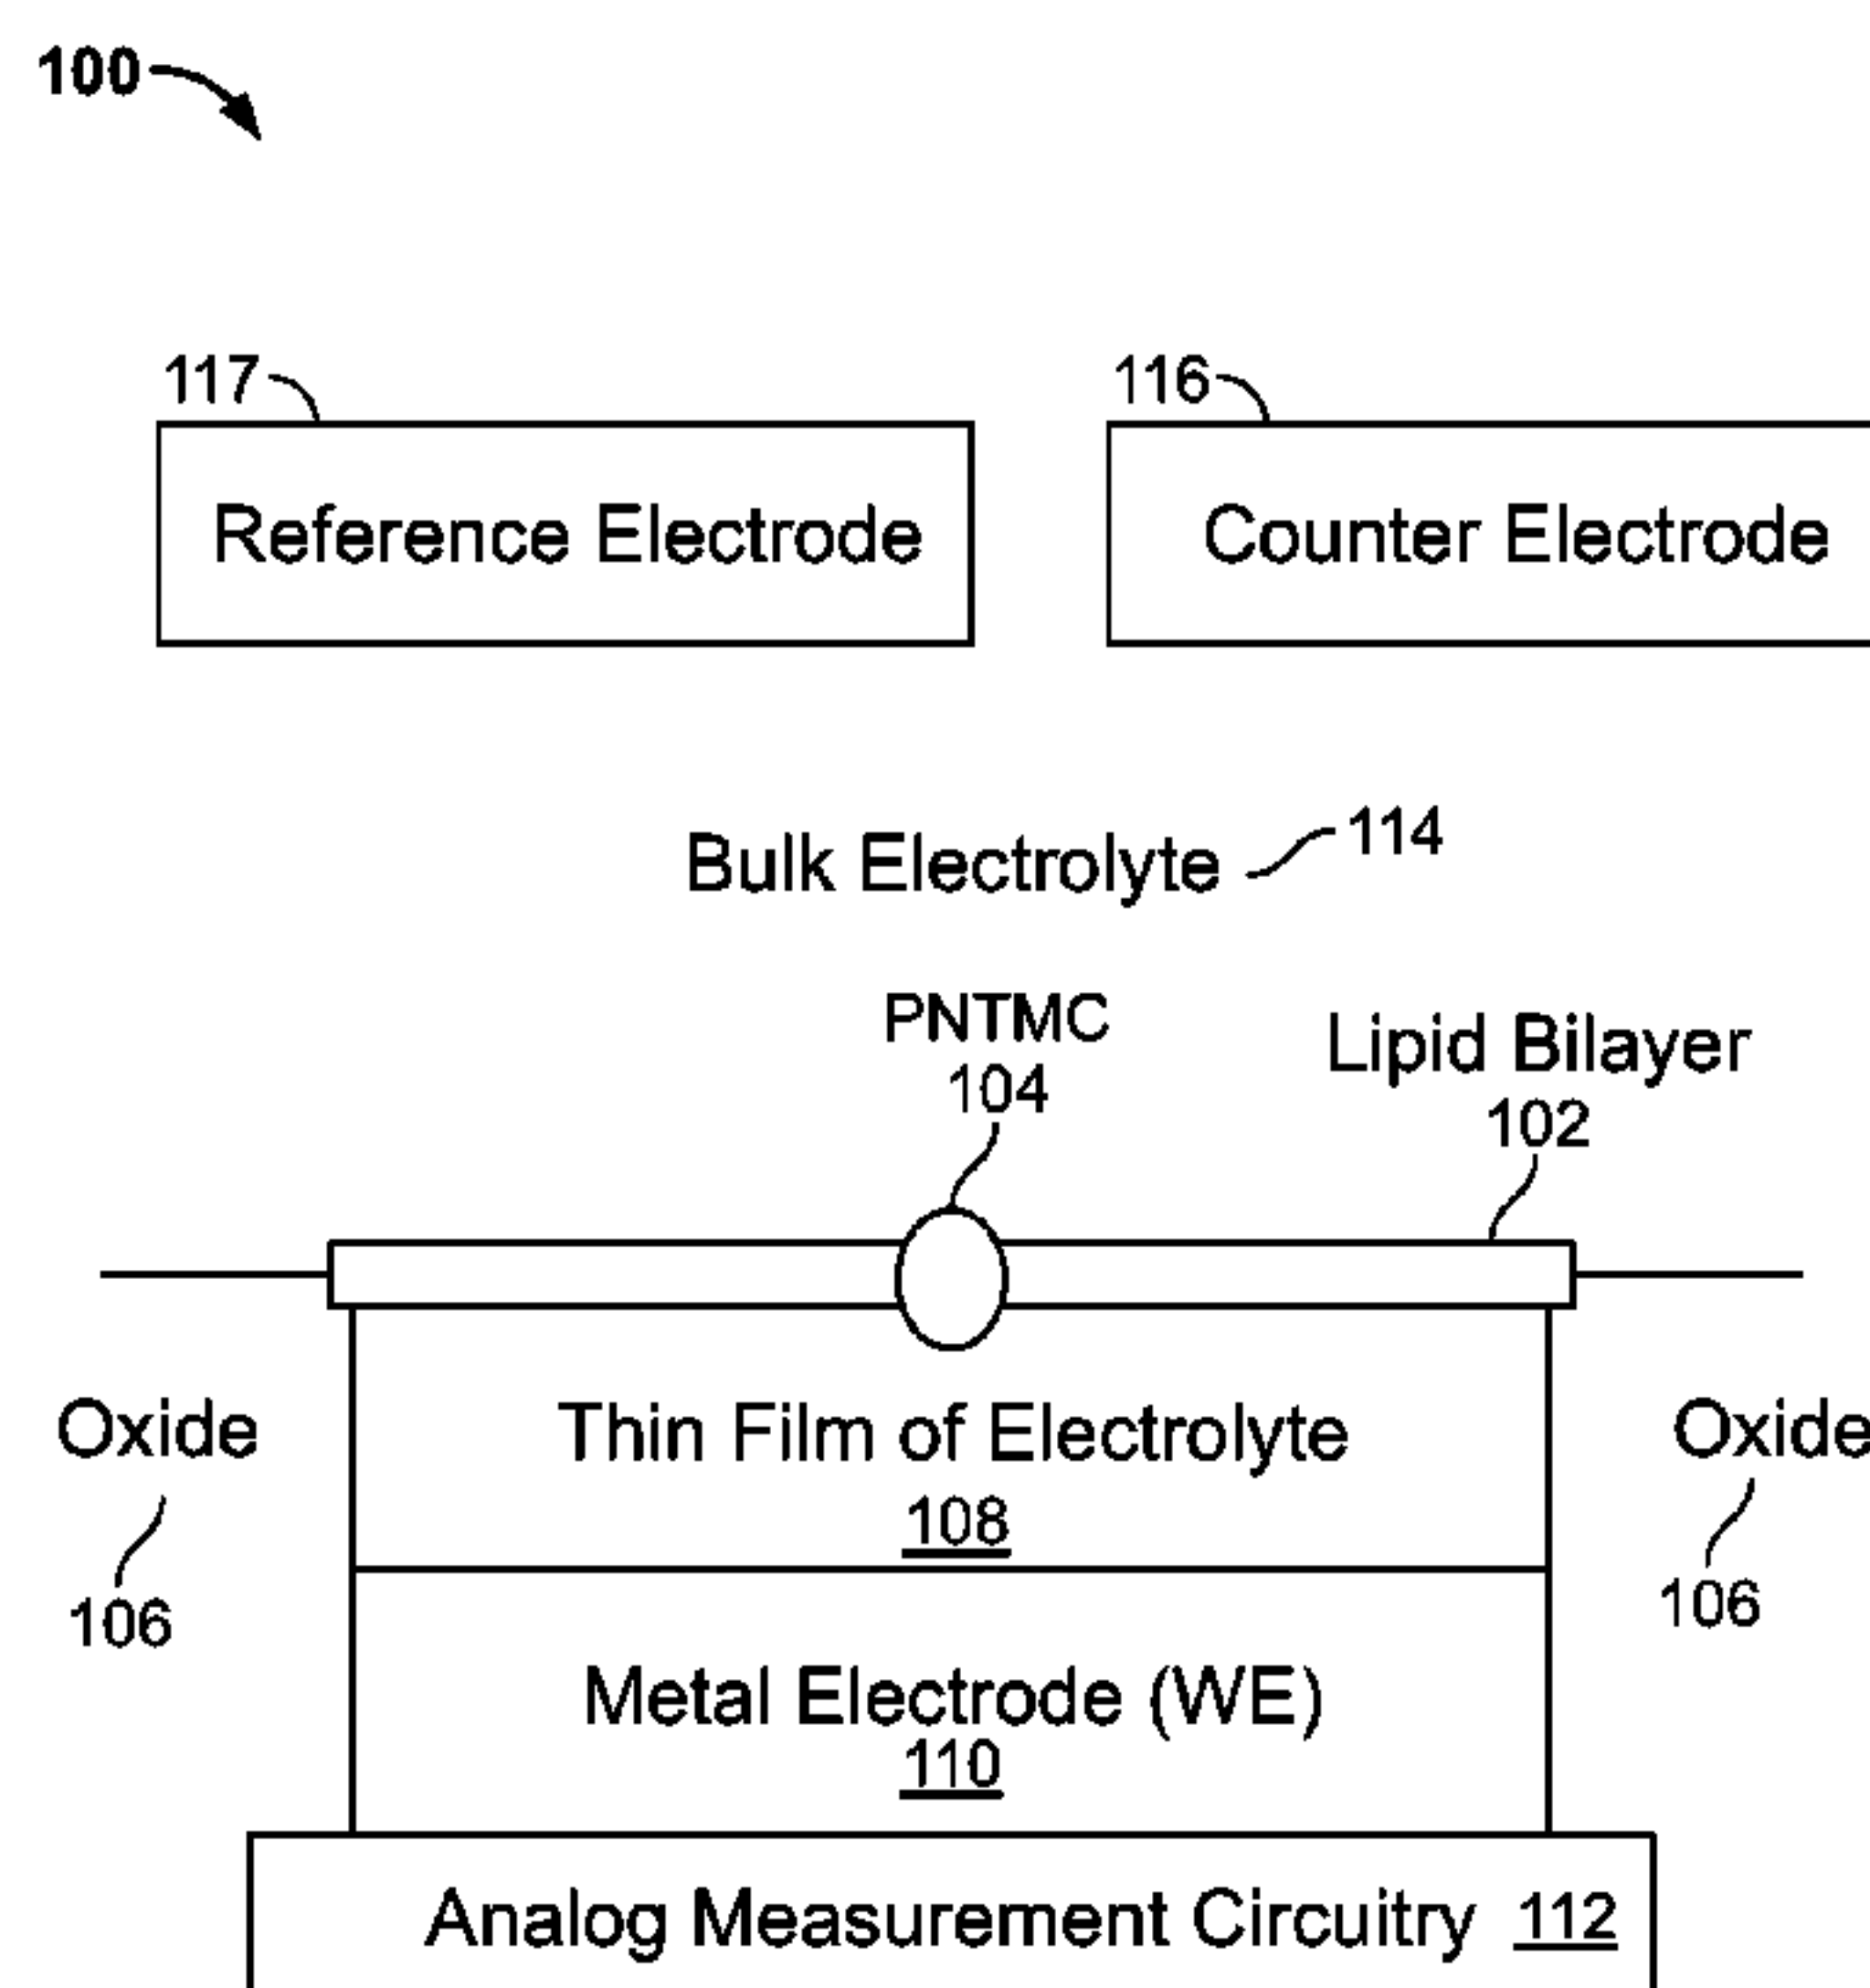 100
117
116
Reference Electrode
Counter Electrode
Bulk Electrolyte
114
PNTMC
104
Lipid Bilayer
102
Oxide
Thin Film of Electrolyte
Oxide
108
106
106
Metal Electrode (WE)
110
Analog Measurement Circuitry 112